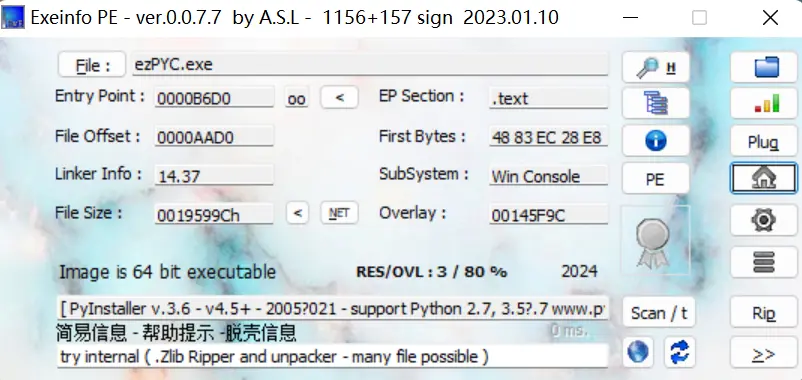 Exeinfo PE - ver.0.0.7.7 by A.S.L - 1156+157 sign 2023.01.10
File : ezPYC.exe H
Entry Point : 0000B6D0 oo < EP Section : .text
File Offset : 0000AAD0 First Bytes : 48 83 EC 28 E8 Plug
Linker Info : 14.37 SubSystem : Win Console PE
File Size : 0019599Ch < NET Overlay : 00145F9C
Image is 64 bit executable RES/OVL : 3 / 80 % 2024
[ PyInstaller v.3.6 - v4.5+ - 2005?021 - support Python 2.7, 3.5?.7 www.p Scan / t Rip
简易信息 - 帮助提示 -脱壳信息 0 ms.
try internal ( .Zlib Ripper and unpacker - many file possible ) >>